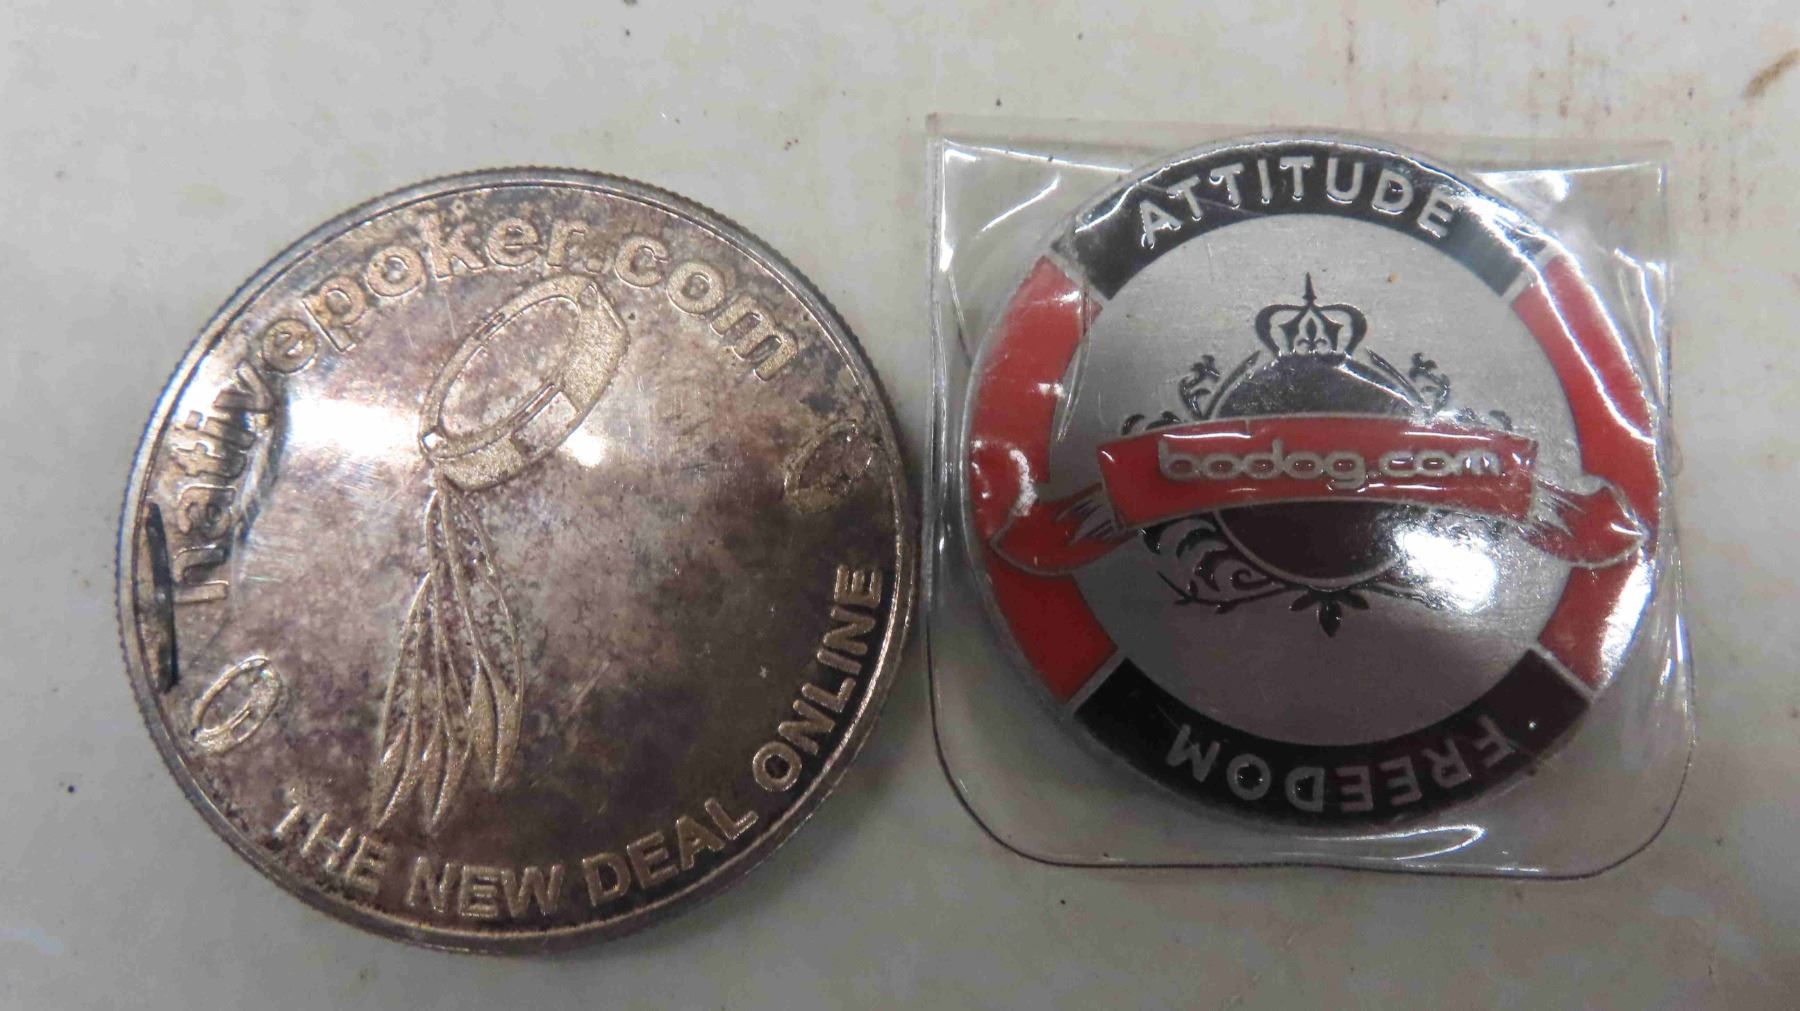 nativepoker.com
THE NEW DEAL ONLINE
ATTITUDE
bodog.com
FREEDOM